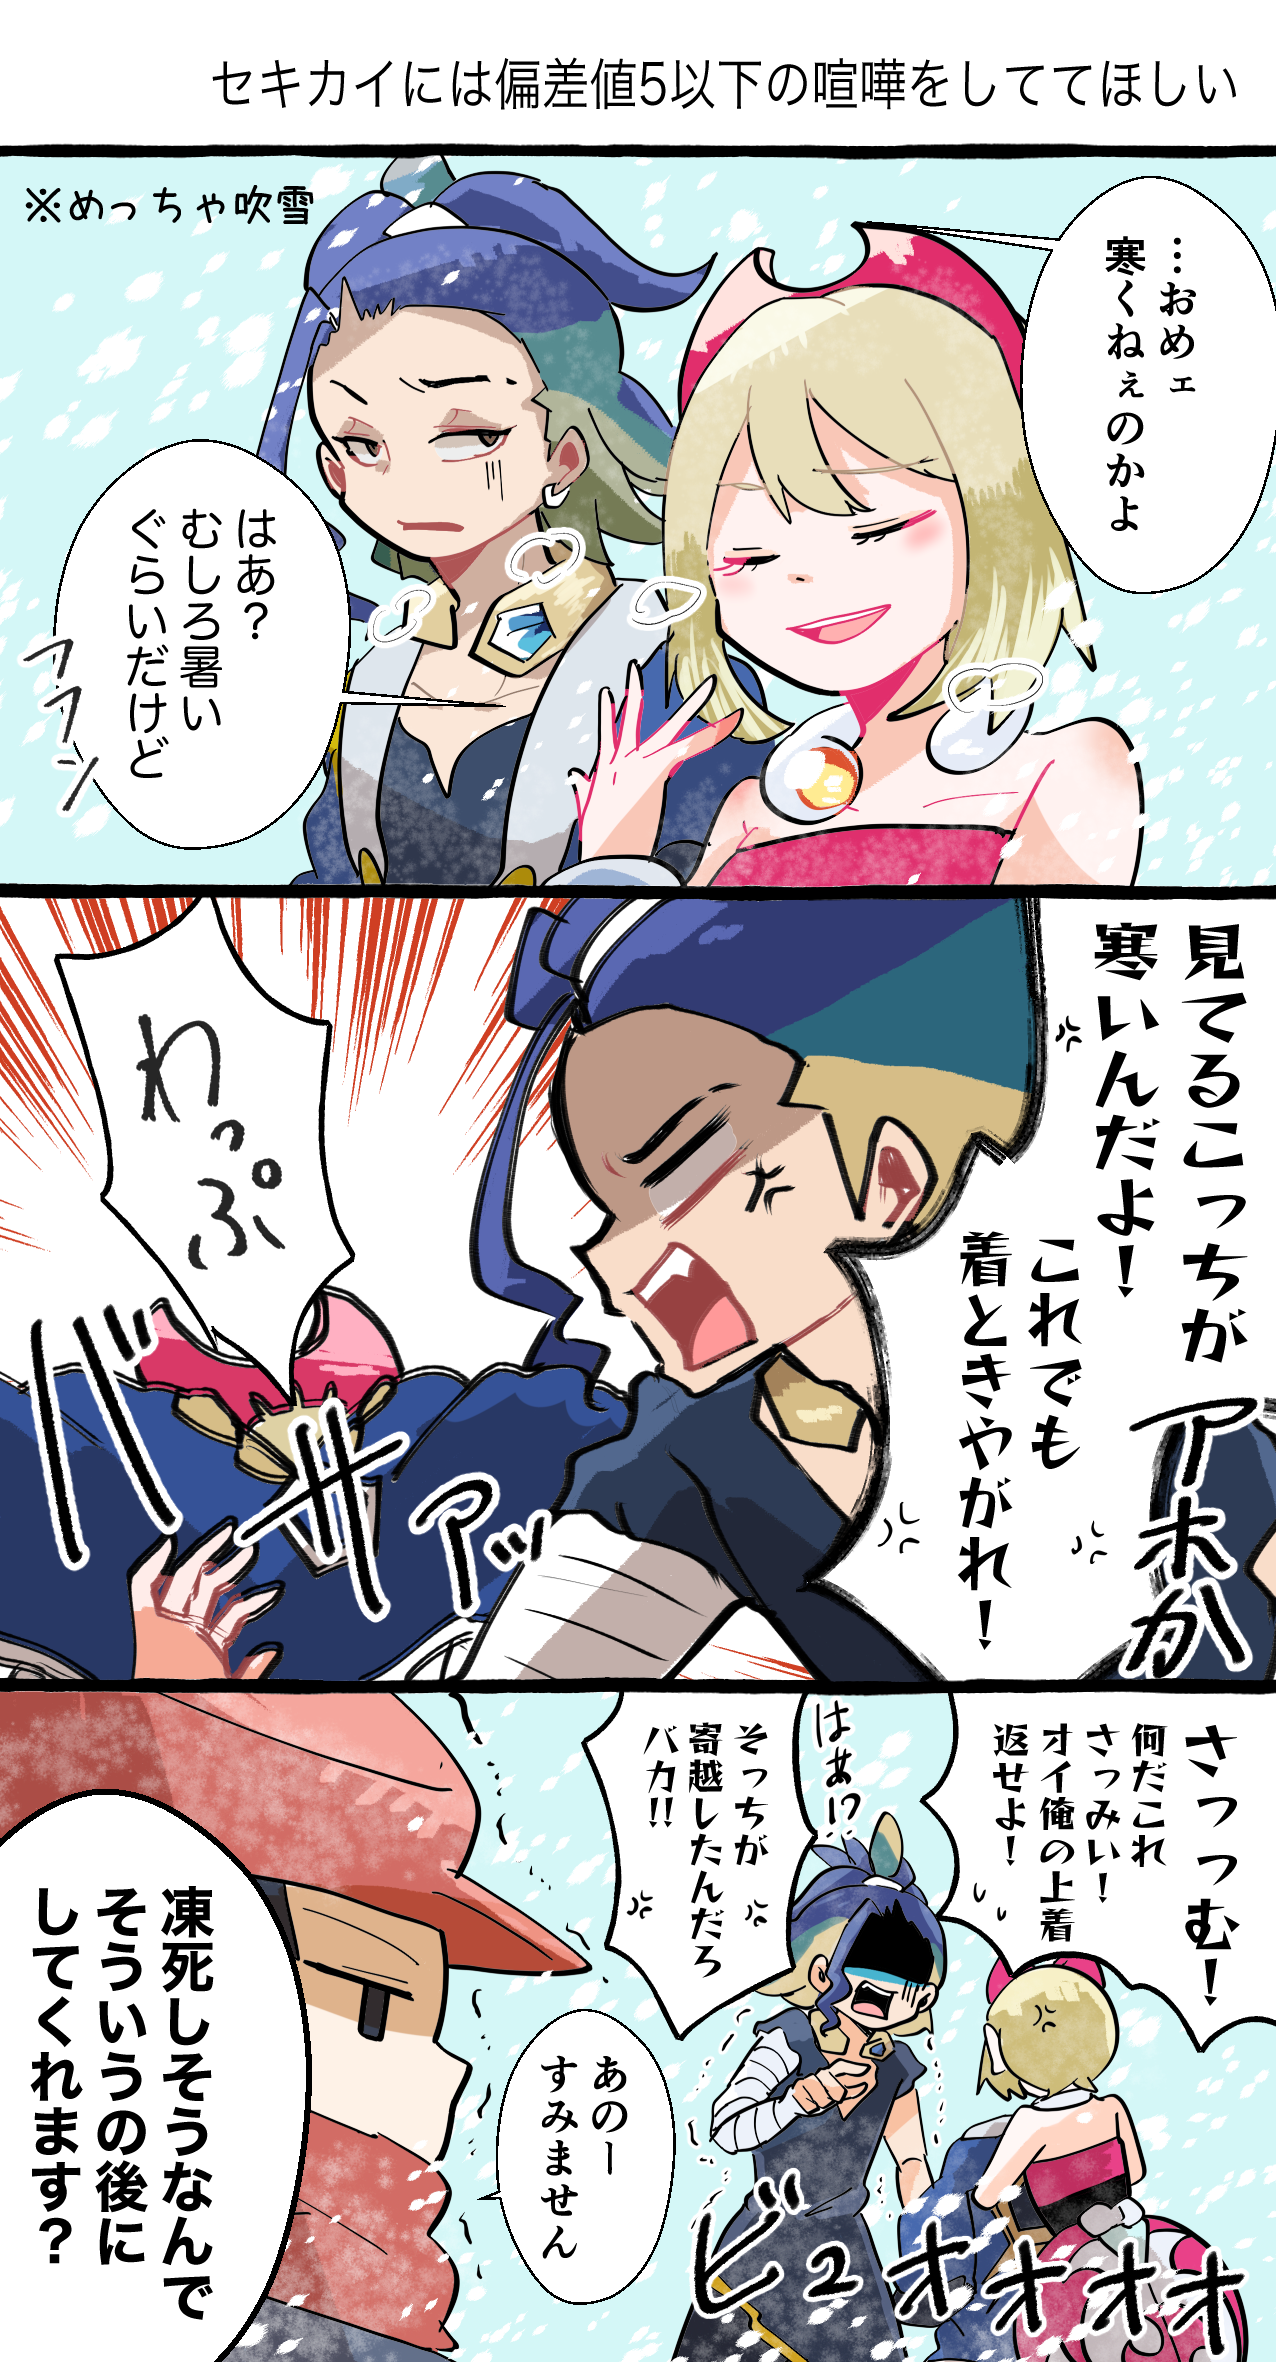 セキカイには偏差値5以下の喧嘩をしててほしい
※めっちゃ吹雪
…おめェ
寒くねぇのかよ
はあ？
むしろ暑い
ぐらいだけど
フフン
見てるこっちが
寒いんだよ！
これでも
着ときやがれ！
アホか
わっぷ
バサァッ
さっっむ！
何だこれ
さっみい！
オイ俺の上着
返せよ！
はあ！？
そっちが
寄越したんだろ
バカ！！
あのー
すみません
ビュオオオオ
凍死しそうなんで
そういうの後に
してくれます？